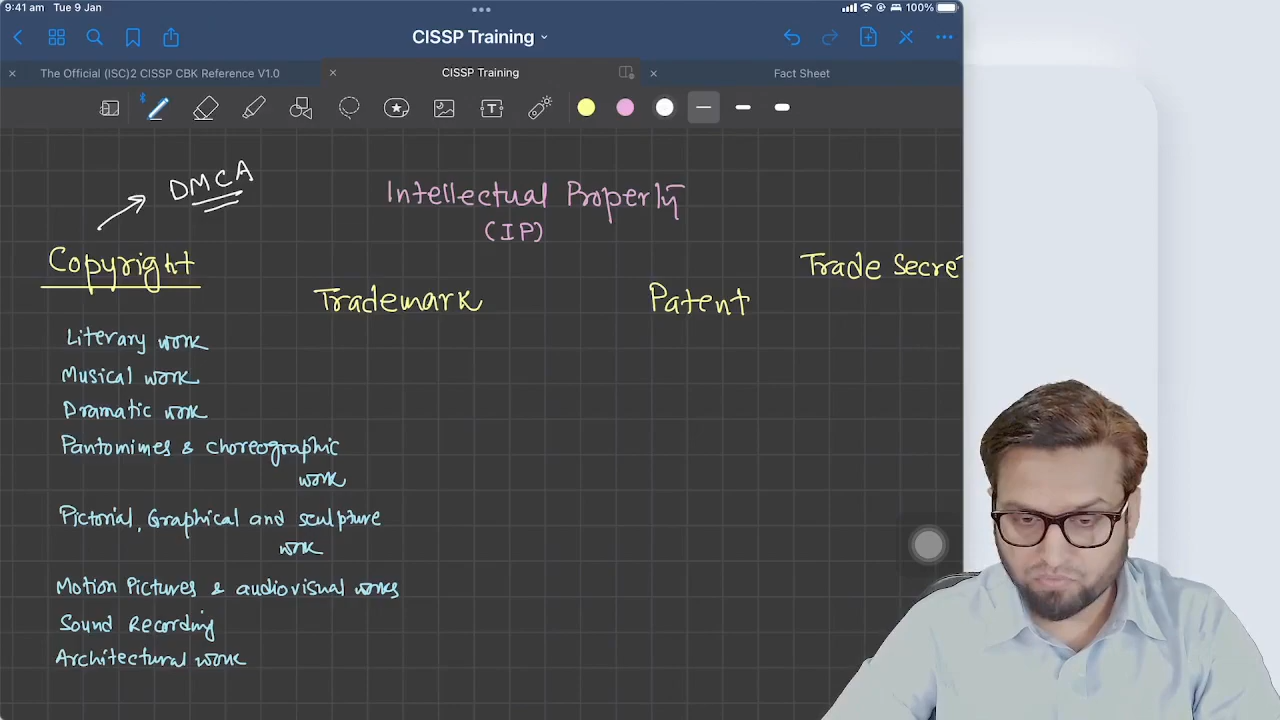 9:41 am Tue 9 Jan
100%
CISSP Training
The Official (ISC)2 CISSP CBK Reference V1.0
CISSP Training
Fact Sheet
T
DMCA
Intellectual Property
(IP)
Copyright
Trademark
Patent
Trade Secre
Literary work
Musical work
Dramatic work
Pantomimes & choreographic
work
Pictorial, Graphical and sculpture
work
Motion Pictures & audiovisual works
Sound Recording
Architectural work